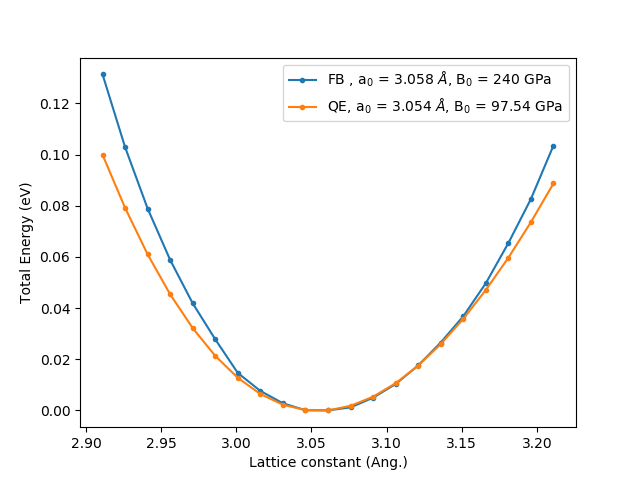 FB , a₀ = 3.058 Å, B₀ = 240 GPa
QE, a₀ = 3.054 Å, B₀ = 97.54 GPa
0.12
0.10
0.08
0.06
0.04
0.02
0.00
Total Energy (eV)
2.90 2.95 3.00 3.05 3.10 3.15 3.20
Lattice constant (Ang.)